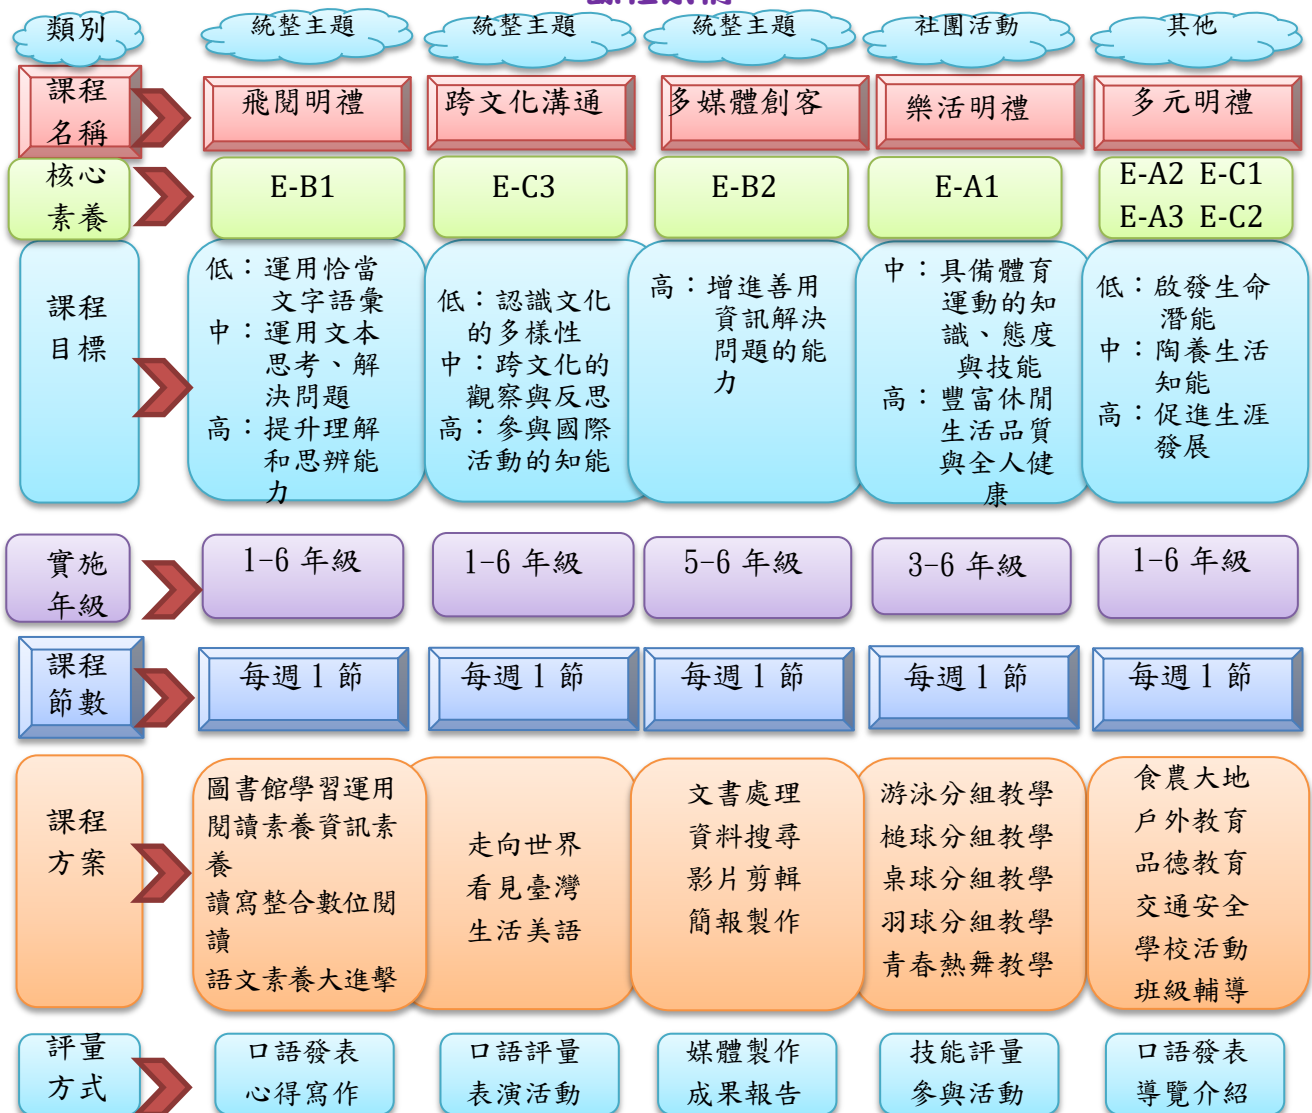 類別
統整主題
統整主題
統整主題
社團活動
其他
課程
名稱
飛閱明禮
跨文化溝通
多媒體創客
樂活明禮
多元明禮
核心
素養
E-B1
E-C3
E-B2
E-A1
E-A2 E-C1
E-A3 E-C2
課程
目標
低：運用恰當
文字語彙
中：運用文本
思考、解
決問題
高：提升理解
和思辨能
力
低：認識文化
的多樣性
中：跨文化的
觀察與反思
高：參與國際
活動的知能
高：增進善用
資訊解決
問題的能
力
中：具備體育
運動的知
識、態度
與技能
高：豐富休閒
生活品質
與全人健
康
低：啟發生命
潛能
中：陶養生活
知能
高：促進生涯
發展
實施
年級
1-6 年級
1-6 年級
5-6 年級
3-6 年級
1-6 年級
課程
節數
每週 1 節
每週 1 節
每週 1 節
每週 1 節
每週 1 節
課程
方案
圖書館學習運用
閱讀素養資訊素
養
讀寫整合數位閱
讀
語文素養大進擊
走向世界
看見臺灣
生活美語
文書處理
資料搜尋
影片剪輯
簡報製作
游泳分組教學
槌球分組教學
桌球分組教學
羽球分組教學
青春熱舞教學
食農大地
戶外教育
品德教育
交通安全
學校活動
班級輔導
評量
方式
口語發表
心得寫作
口語評量
表演活動
媒體製作
成果報告
技能評量
參與活動
口語發表
導覽介紹